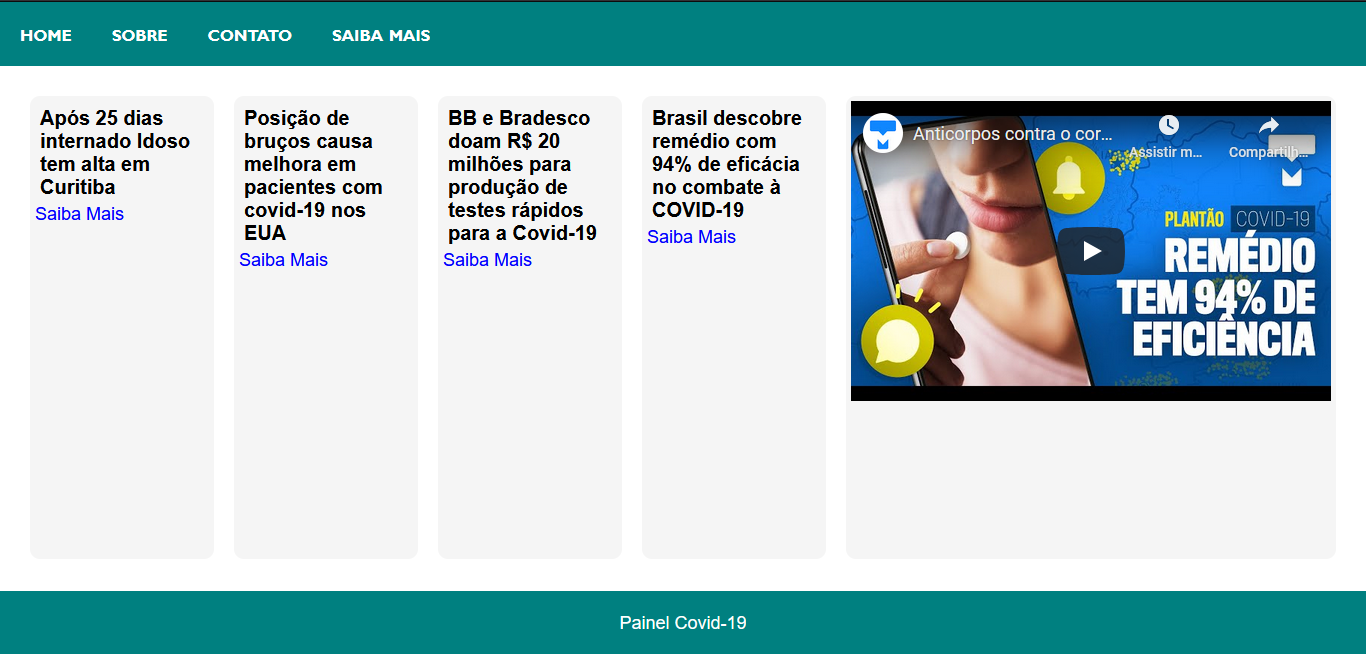 HOME SOBRE CONTATO SAIBA MAIS
Após 25 dias
internado Idoso
tem alta em
Curitiba
Saiba Mais
Posição de
bruços causa
melhora em
pacientes com
covid-19 nos
EUA
Saiba Mais
BB e Bradesco
doam R$ 20
milhões para
produção de
testes rápidos
para a Covid-19
Saiba Mais
Brasil descobre
remédio com
94% de eficácia
no combate à
COVID-19
Saiba Mais
Anticorpos contra o cor...
Assistir m...
Compartilh...
PLANTÃO COVID-19
REMÉDIO
TEM 94% DE
EFICIÊNCIA
Painel Covid-19